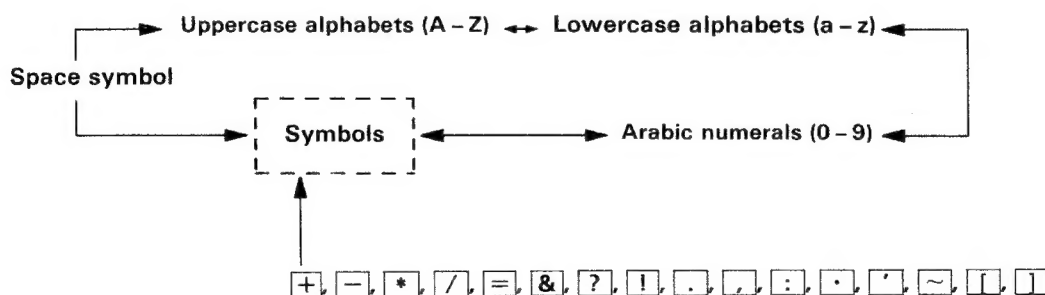 Uppercase alphabets (A – Z) ↔ Lowercase alphabets (a – z)
Space symbol
Symbols
Arabic numerals (0 – 9)
+, −, *, /, =, &, ?, !, ., ,, :, ·, ′, ~, [, ]